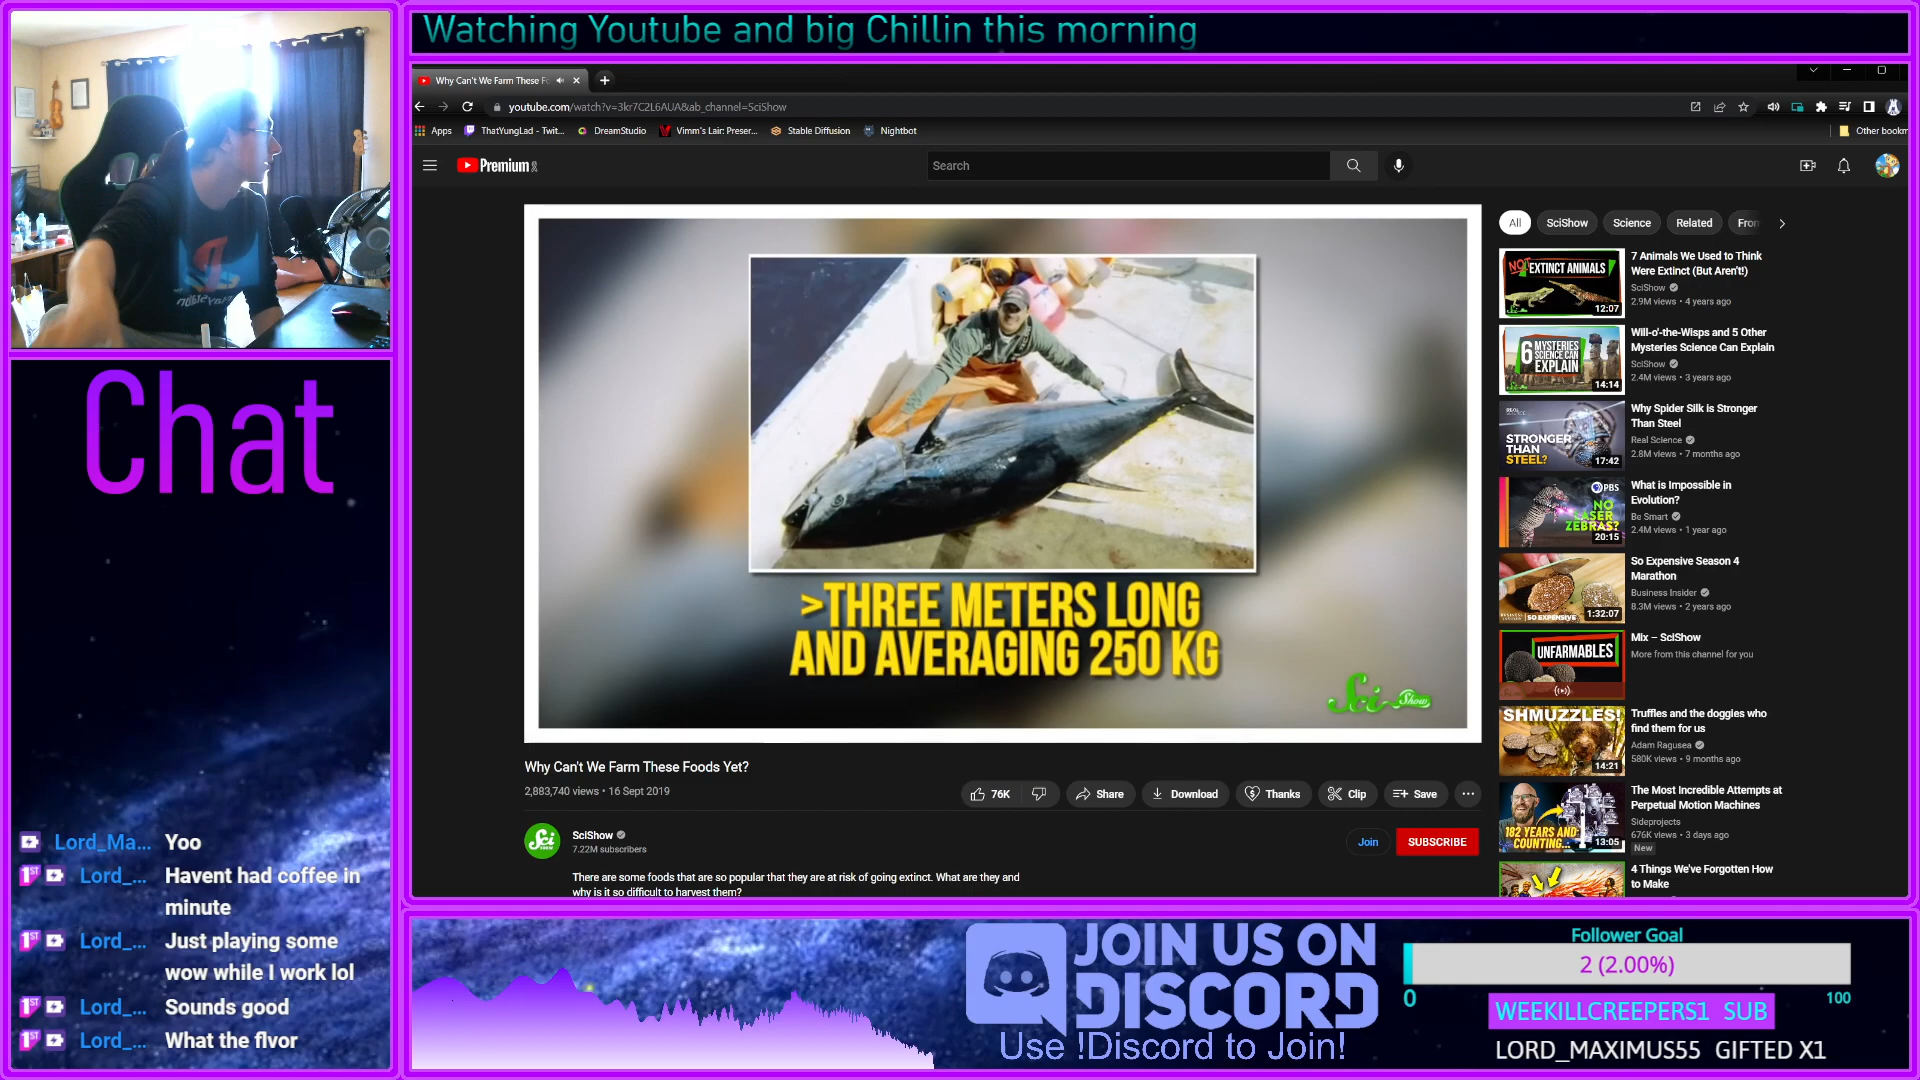 Watching Youtube and big Chillin this morning
Why Can't We Farm These Fo
youtube.com/watch?v=3kr7C2L6AUA&ab_channel=SciShow
Apps
ThatYungLad - Twit...
DreamStudio
Vimm's Lair: Preser...
Stable Diffusion
Nightbot
Other bookm
Premium
Search
>THREE METERS LONG
AND AVERAGING 250 KG
Sci Show
Why Can't We Farm These Foods Yet?
2,883,740 views • 16 Sept 2019
76K
Share
Download
Thanks
Clip
Save
SciShow
7.22M subscribers
Join
SUBSCRIBE
There are some foods that are so popular that they are at risk of going extinct. What are they and
why is it so difficult to harvest them?
All
SciShow
Science
Related
From
NOT EXTINCT ANIMALS
12:07
7 Animals We Used to Think
Were Extinct (But Aren't!)
SciShow
2.9M views • 4 years ago
6 MYSTERIES
SCIENCE CAN
EXPLAIN
14:14
Will-o'-the-Wisps and 5 Other
Mysteries Science Can Explain
SciShow
2.4M views • 3 years ago
STRONGER
THAN
STEEL?
17:42
Why Spider Silk is Stronger
Than Steel
Real Science
2.8M views • 7 months ago
PBS
NO
LASER
ZEBRAS?
20:15
What is Impossible in
Evolution?
Be Smart
2.4M views • 1 year ago
SO EXPENSIVE
1:32:07
So Expensive Season 4
Marathon
Business Insider
8.3M views • 2 years ago
UNFARMABLES
Mix – SciShow
More from this channel for you
SHMUZZLES!
14:21
Truffles and the doggies who
find them for us
Adam Ragusea
580K views • 9 months ago
182 YEARS AND
COUNTING...
13:05
The Most Incredible Attempts at
Perpetual Motion Machines
Sideprojects
676K views • 3 days ago
New
4 Things We've Forgotten How
to Make
Chat
Lord_Ma... Yoo
Lord_... Havent had coffee in
minute
Lord_... Just playing some
wow while I work lol
Lord_... Sounds good
Lord_... What the flvor
JOIN US ON
DISCORD
Use !Discord to Join!
Follower Goal
2 (2.00%)
0
100
WEEKILLCREEPERS1 SUB
LORD_MAXIMUS55 GIFTED X1